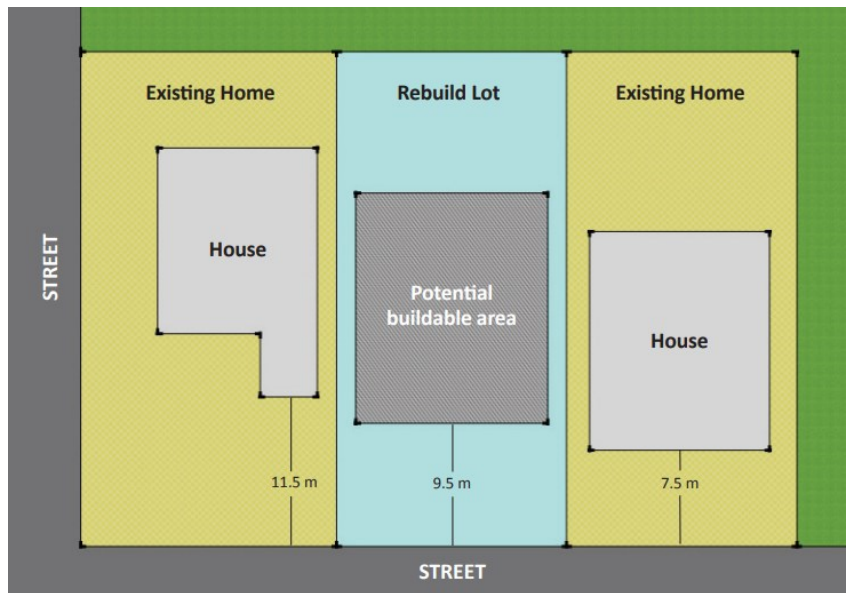 Existing Home
Rebuild Lot
Existing Home
House
STREET
Potential
buildable area
House
11.5 m
9.5 m
7.5 m
STREET